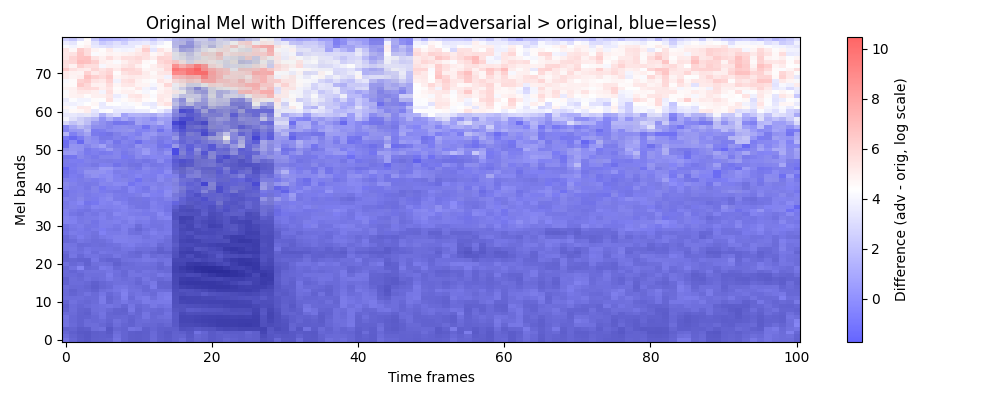 Original Mel with Differences (red=adversarial > original, blue=less)
Mel bands
70
60
50
40
30
20
10
0
0 20 40 60 80 100
Time frames
10
8
6
4
2
0
Difference (adv - orig, log scale)